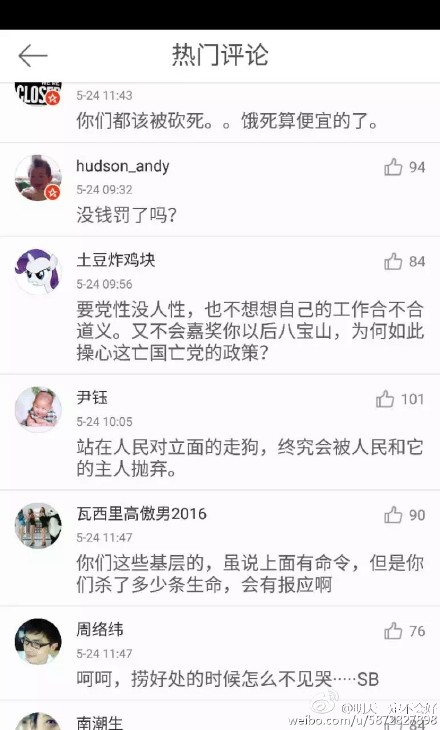 热门评论
CLOSED
5-24 11:43
你们都该被砍死。。饿死算便宜的了。
hudson_andy
94
5-24 09:32
没钱罚了吗？
土豆炸鸡块
84
5-24 09:56
要党性没人性，也不想想自己的工作合不合
道义。又不会嘉奖你以后八宝山，为何如此
操心这亡国亡党的政策？
尹钰
101
5-24 10:05
站在人民对立面的走狗，终究会被人民和它
的主人抛弃。
瓦西里高傲男2016
90
5-24 11:47
你们这些基层的，虽说上面有命令，但是你
们杀了多少条生命，会有报应啊
周络纬
76
5-24 11:47
呵呵，捞好处的时候怎么不见哭·····SB
@明天一定不会好
南潮生
84
weibo.com/u/5872827898